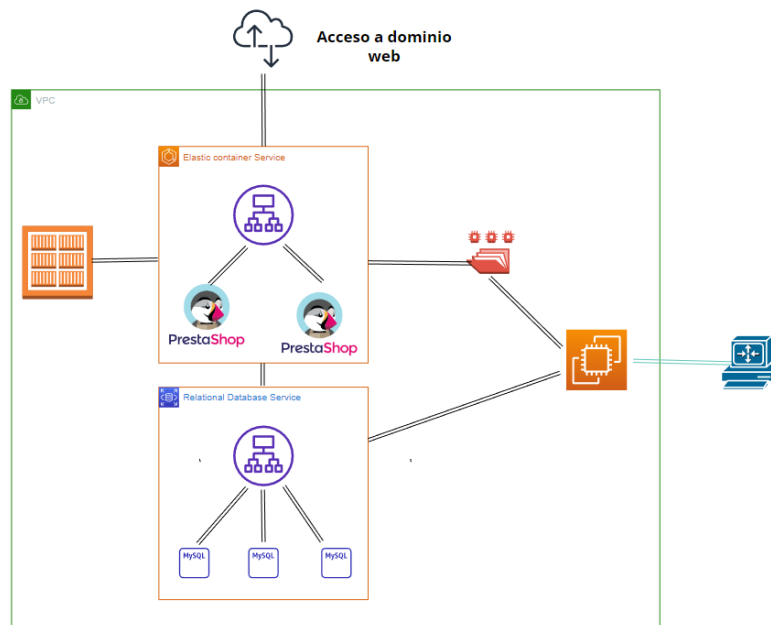 Acceso a dominio
web
VPC
Elastic container Service
PrestaShop
PrestaShop
Relational Database Service
MySQL
MySQL
MySQL